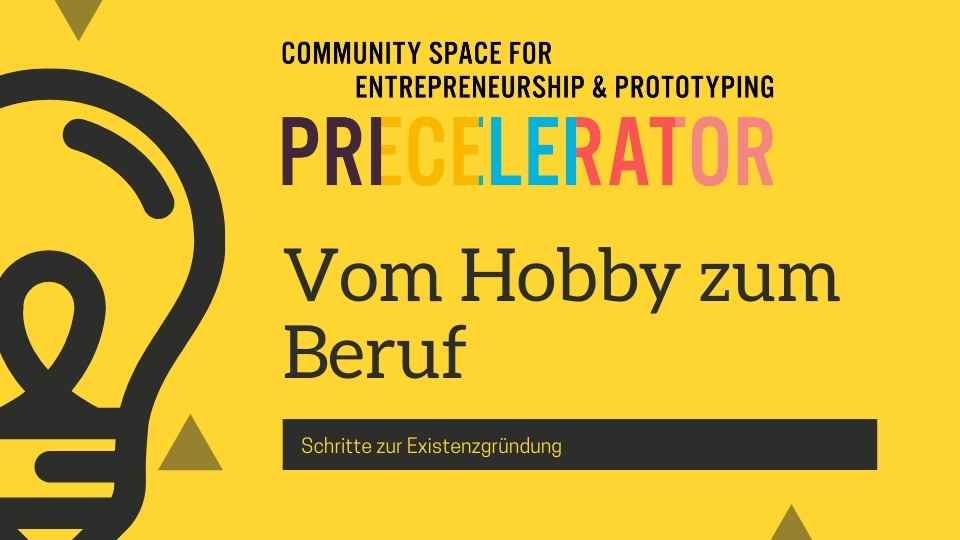 COMMUNITY SPACE FOR
ENTREPRENEURSHIP & PROTOTYPING
PRECELERATOR
Vom Hobby zum
Beruf
Schritte zur Existenzgründung